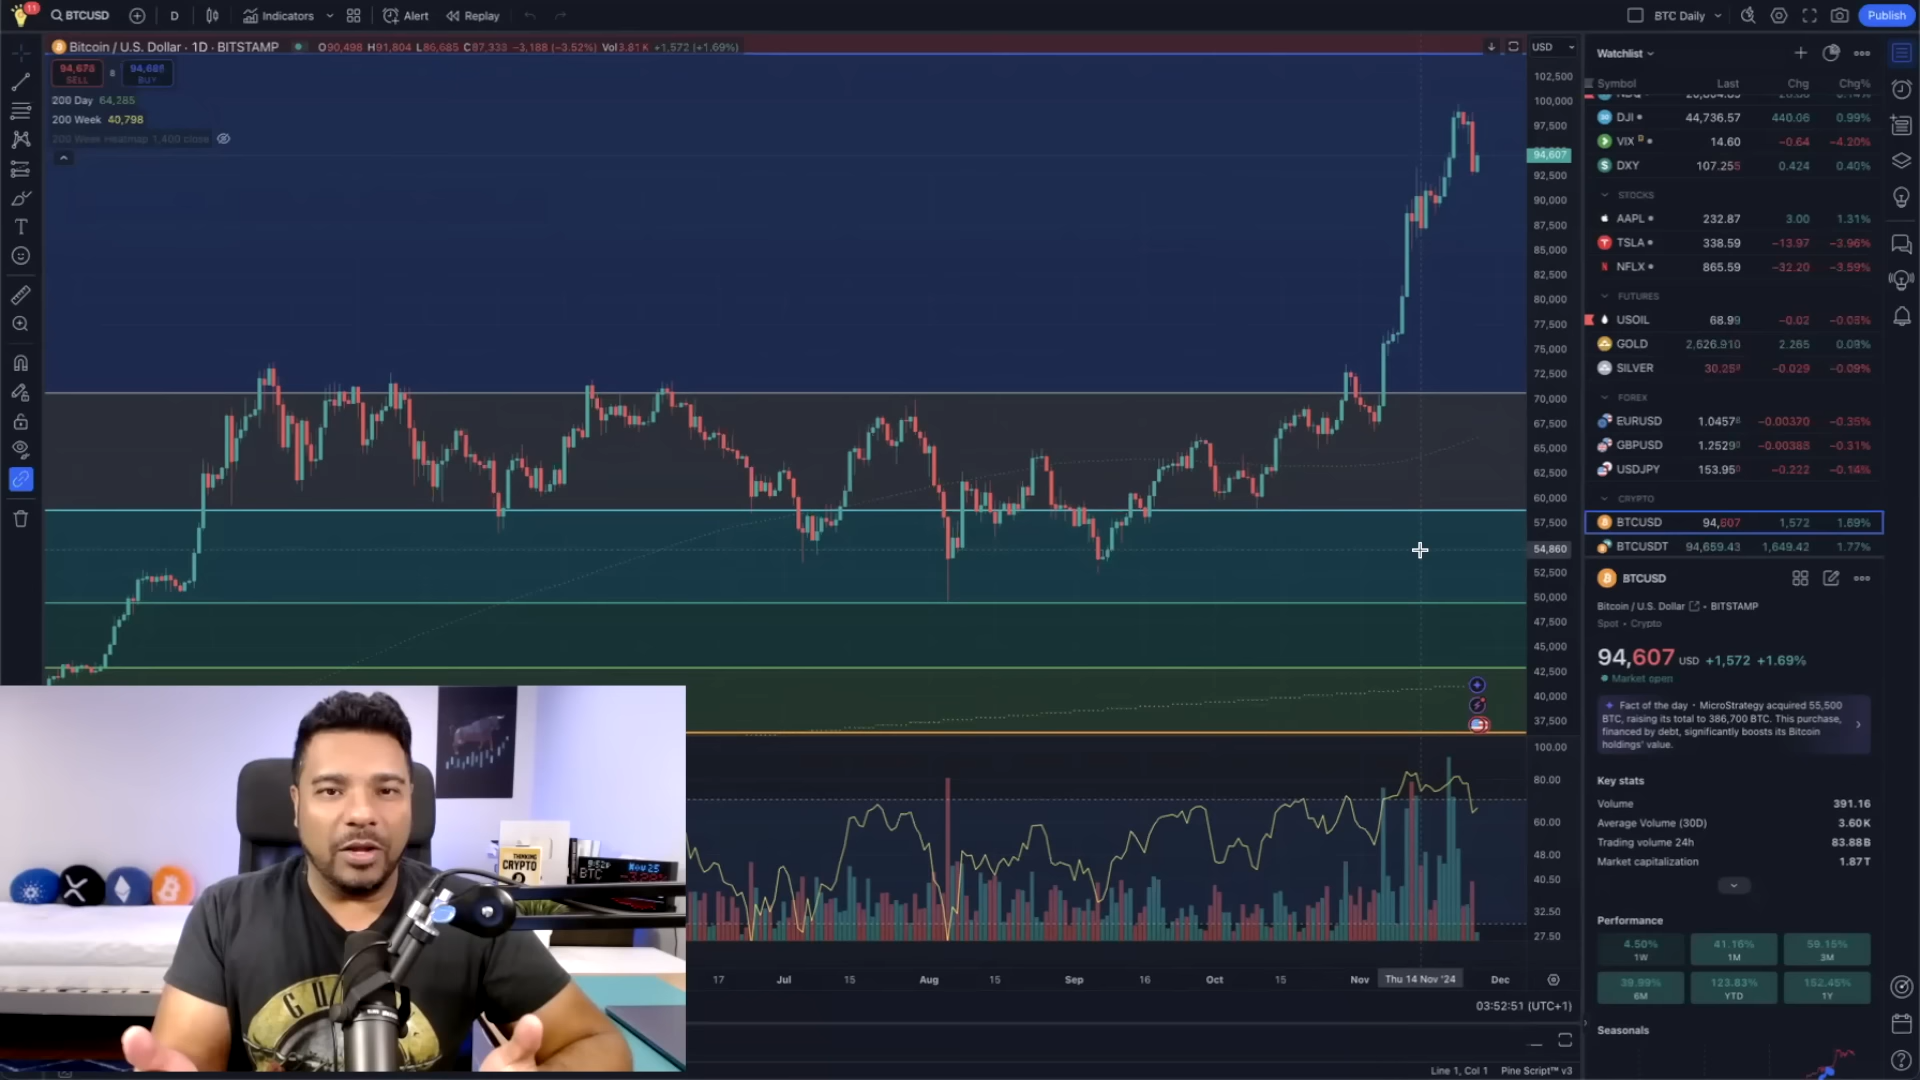 11
BTCUSD
D
Indicators
Alert
Replay
BTC Daily
Publish
Bitcoin / U.S. Dollar · 1D · BITSTAMP
O90,498 H91,804 L86,685 C87,333 −3,188 (−3.52%) Vol3.81 K +1,572 (+1.69%)
USD
94,678
SELL
8
94,685
BUY
200 Day 64,285
200 Week 40,798
200 Week Heatmap 1,400 close
102,500
100,000
97,500
94,607
92,500
90,000
87,500
85,000
82,500
80,000
77,500
75,000
72,500
70,000
67,500
65,000
62,500
60,000
57,500
54,860
52,500
50,000
47,500
45,000
42,500
40,000
37,500
100.00
80.00
60.00
48.00
40.50
32.50
27.50
17
Jul
15
Aug
15
Sep
16
Oct
15
Nov
Thu 14 Nov '24
Dec
03:52:51 (UTC+1)
Line 1, Col 1
Pine Script™ v3
Watchlist
Symbol Last Chg Chg%
DJI 44,736.57 440.06 0.99%
VIX D 14.60 −0.64 −4.20%
DXY 107.255 0.424 0.40%
STOCKS
AAPL 232.87 3.00 1.31%
TSLA 338.59 −13.97 −3.96%
NFLX 865.59 −32.20 −3.59%
FUTURES
USOIL 68.99 −0.02 −0.03%
GOLD 2,626.910 2.265 0.09%
SILVER −0.029 −0.09%
FOREX
EURUSD −0.00370 −0.35%
GBPUSD −0.00388 −0.31%
USDJPY −0.222 −0.14%
CRYPTO
BTCUSD 94,607 1,572 1.69%
BTCUSDT 94,659.43 1,649.42 1.77%
BTCUSD
Bitcoin / U.S. Dollar • BITSTAMP
Spot • Crypto
94,607 USD +1,572 +1.69%
Market open
Fact of the day • MicroStrategy acquired 55,500
BTC, raising its total to 386,700 BTC. This purchase,
financed by debt, significantly boosts its Bitcoin
holdings' value.
Key stats
Volume 391.16
Average Volume (30D) 3.60K
Trading volume 24h 83.88B
Market capitalization 1.87T
Performance
4.50%
1W
41.16%
1M
59.15%
3M
39.99%
6M
123.83%
YTD
152.45%
1Y
Seasonals
THINKING
CRYPTO
9:52P
Nov 25
BTC
GU